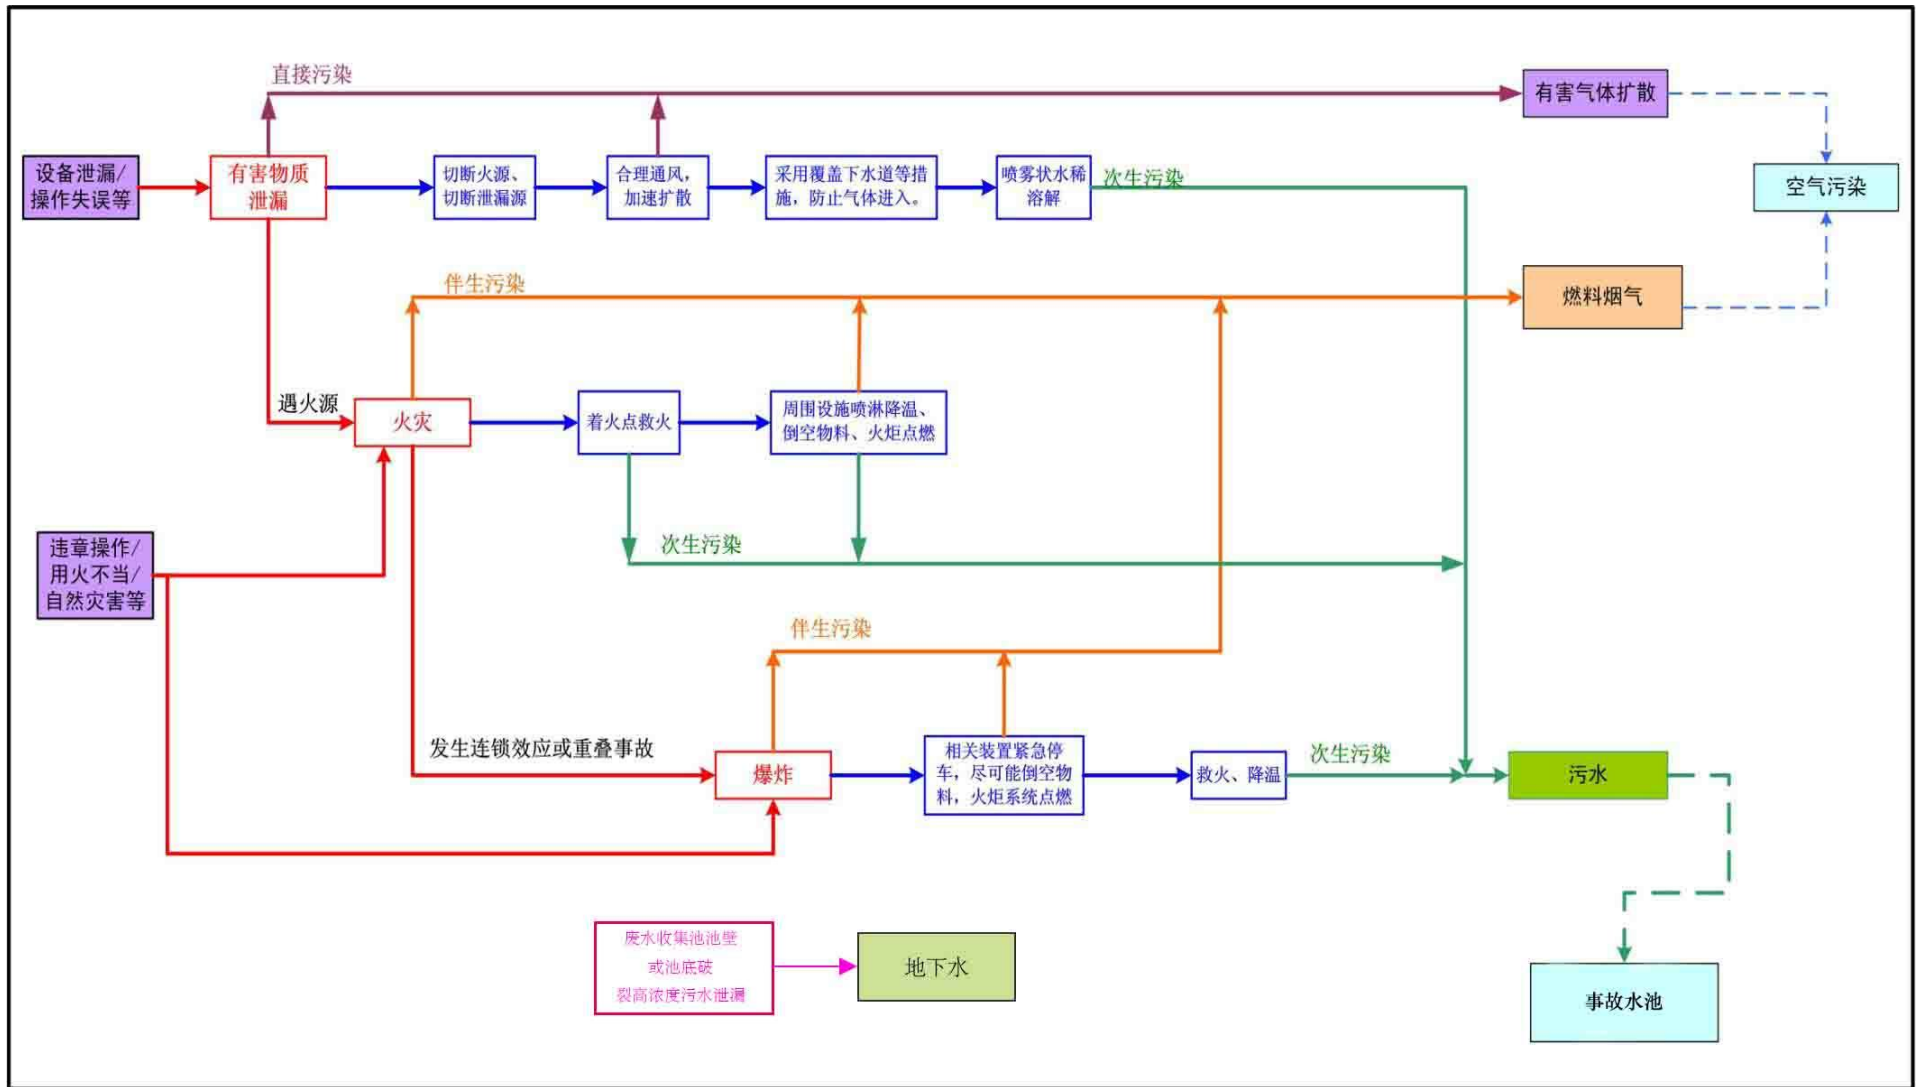 直接污染
有害气体扩散
设备泄漏/
操作失误等
有害物质
泄漏
切断火源、
切断泄漏源
合理通风，
加速扩散
采用覆盖下水道等措
施，防止气体进入。
喷雾状水稀
溶解
次生污染
空气污染
伴生污染
燃料烟气
遇火源
火灾
着火点救火
周围设施喷淋降温、
倒空物料、火炬点燃
违章操作/
用火不当/
自然灾害等
次生污染
伴生污染
发生连锁效应或重叠事故
爆炸
相关装置紧急停
车，尽可能倒空物
料，火炬系统点燃
救火、降温
次生污染
污水
废水收集池池壁
或池底破
裂高浓度污水泄漏
地下水
事故水池